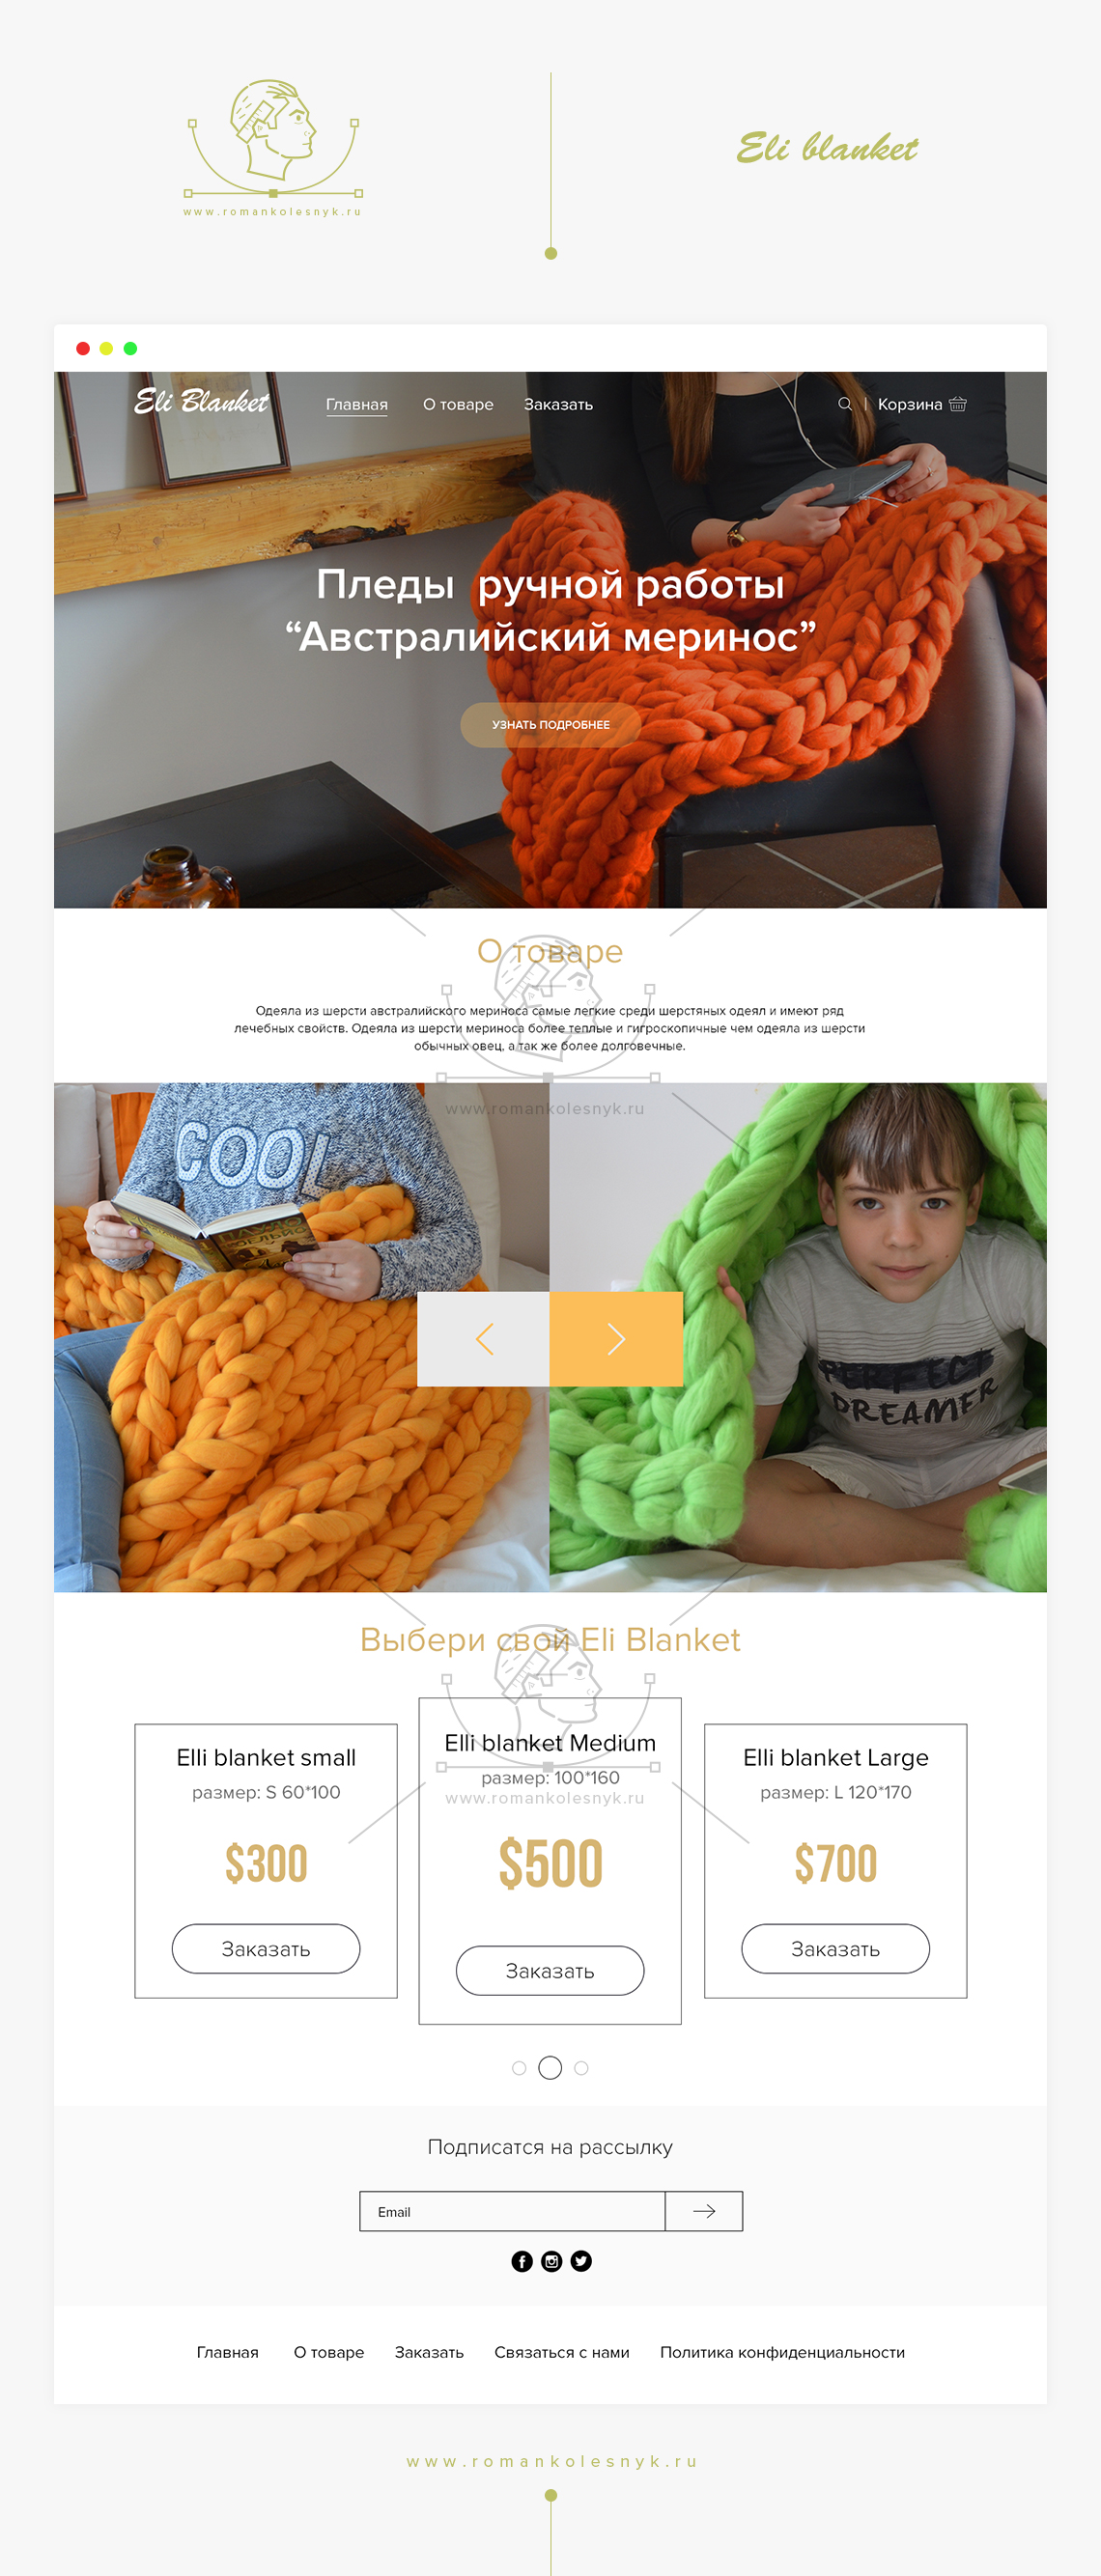 www.romankolesnyk.ru
Eli blanket
Eli Blanket
Главная
О товаре
Заказать
Корзина
Пледы ручной работы
“Австралийский меринос”
УЗНАТЬ ПОДРОБНЕЕ
О товаре
Одеяла из шерсти австралийского мериноса самые легкие среди шерстяных одеял и имеют ряд
лечебных свойств. Одеяла из шерсти мериноса более теплые и гигроскопичные чем одеяла из шерсти
обычных овец, а так же более долговечные.
www.romankolesnyk.ru
COOL
PERFECT
DREAMER
Выбери свой Eli Blanket
Elli blanket small
размер: S 60*100
$300
Заказать
Elli blanket Medium
размер: 100*160
www.romankolesnyk.ru
$500
Заказать
Elli blanket Large
размер: L 120*170
$700
Заказать
Подписатся на рассылку
Email
Главная
О товаре
Заказать
Связаться с нами
Политика конфиденциальности
www.romankolesnyk.ru